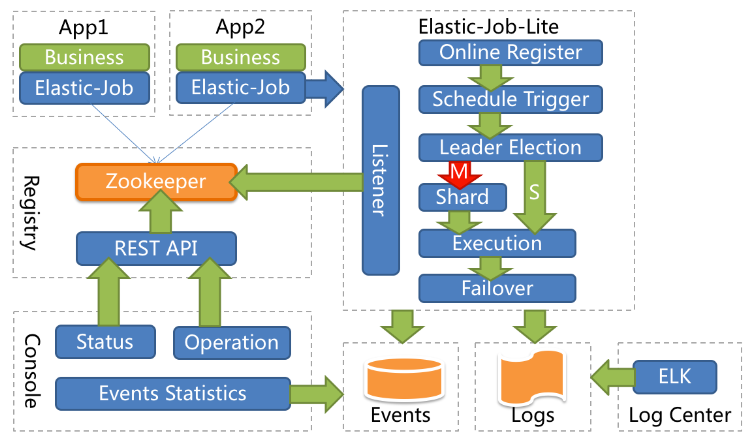 App1
Business
Elastic-Job
App2
Business
Elastic-Job
Elastic-Job-Lite
Online Register
Schedule Trigger
Leader Election
M
S
Shard
Execution
Failover
Listener
Registry
Zookeeper
REST API
Console
Status
Operation
Events Statistics
Events
Logs
ELK
Log Center